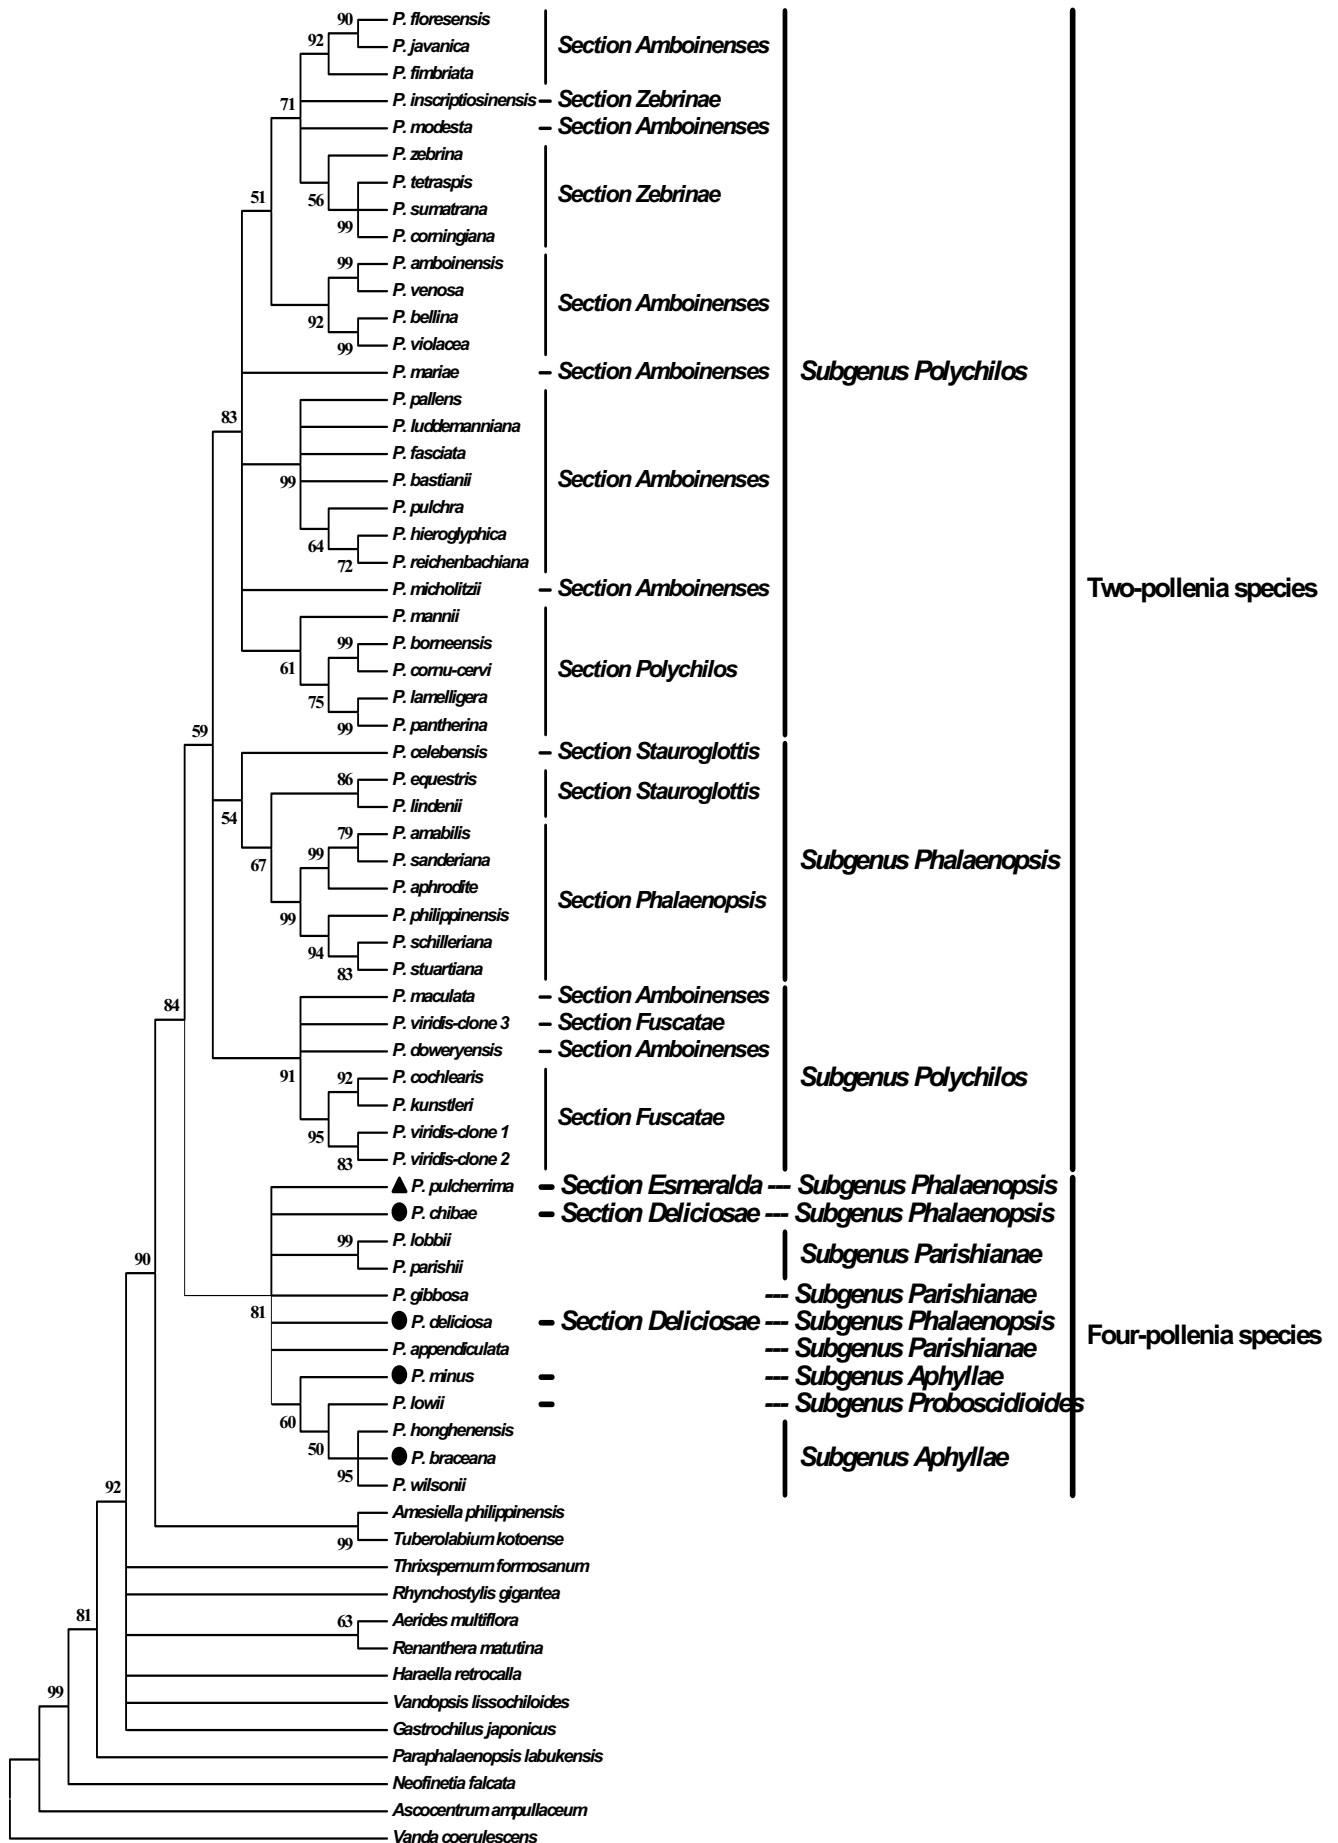 90
P. floresensis
92
P. javanica
Section Amboinenses
P. fimbriata
71
P. inscriptiosinensis
Section Zebrinae
P. modesta
Section Amboinenses
P. zebrina
51
P. tetraspis
56
Section Zebrinae
P. sumatrana
99
P. corningiana
99
P. amboinensis
P. venosa
Section Amboinenses
92
P. bellina
99
P. violacea
P. mariae
Section Amboinenses
Subgenus Polychilos
83
P. pallens
P. luddemanniana
P. fasciata
99
P. bastianii
Section Amboinenses
P. pulchra
64
P. hieroglyphica
72
P. reichenbachiana
P. micholitzii
Section Amboinenses
Two-pollenia species
P. mannii
99
P. borneensis
61
P. cornu-cervi
Section Polychilos
75
P. lamelligera
99
P. pantherina
59
P. celebensis
Section Stauroglottis
86
P. equestris
Section Stauroglottis
54
P. lindenii
79
P. amabilis
67
99
P. sanderiana
Subgenus Phalaenopsis
P. aphrodite
Section Phalaenopsis
99
P. philippinensis
94
P. schilleriana
83
P. stuartiana
84
P. maculata
Section Amboinenses
P. viridis-clone 3
Section Fuscatae
P. doweryensis
Section Amboinenses
91
92
P. cochlearis
Subgenus Polychilos
P. kunstleri
Section Fuscatae
95
P. viridis-clone 1
83
P. viridis-clone 2
P. pulcherrima
Section Esmeralda --- Subgenus Phalaenopsis
P. chibae
Section Deliciosae --- Subgenus Phalaenopsis
99
P. lobbii
90
P. parishii
Subgenus Parishianae
P. gibbosa
--- Subgenus Parishianae
81
P. deliciosa
Section Deliciosae --- Subgenus Phalaenopsis
Four-pollenia species
P. appendiculata
--- Subgenus Parishianae
P. minus
--- Subgenus Aphyllae
P. lowii
--- Subgenus Proboscidioides
60
P. honghenensis
50
P. braceana
Subgenus Aphyllae
95
P. wilsonii
92
Amesiella philippinensis
99
Tuberolabium kotoense
Thrixspernum formosanum
Rhynchostylis gigantea
81
63
Aerides multiflora
Renanthera matutina
Haraella retrocalla
99
Vandopsis lissochiloides
Gastrochilus japonicus
Paraphalaenopsis labukensis
Neofinetia falcata
Ascocentrum ampullaceum
Vanda coerulescens